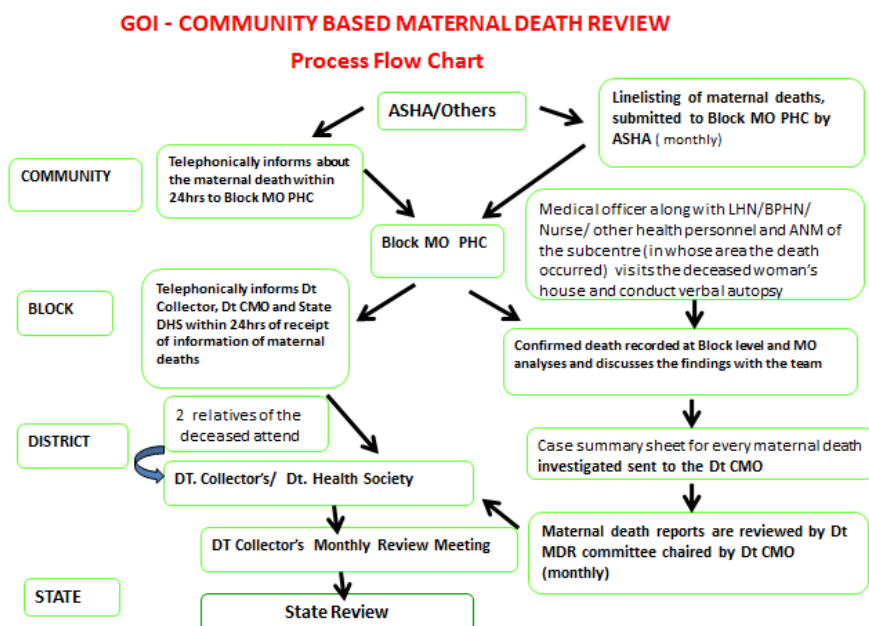 GOI - COMMUNITY BASED MATERNAL DEATH REVIEW
Process Flow Chart
ASHA/Others
Linelisting of maternal deaths,
submitted to Block MO PHC by
ASHA ( monthly)
COMMUNITY
Telephonically informs about
the maternal death within
24hrs to Block MO PHC
Block MO PHC
Medical officer along with LHN/BPHN/
Nurse/ other health personnel and ANM of
the subcentre (in whose area the death
occurred) visits the deceased woman's
house and conduct verbal autopsy
BLOCK
Telephonically informs Dt
Collector, Dt CMO and State
DHS within 24hrs of receipt
of information of maternal
deaths
Confirmed death recorded at Block level and MO
analyses and discusses the findings with the team
DISTRICT
2 relatives of the
deceased attend
Case summary sheet for every maternal death
investigated sent to the Dt CMO
DT. Collector's/ Dt. Health Society
DT Collector's Monthly Review Meeting
Maternal death reports are reviewed by Dt
MDR committee chaired by Dt CMO
(monthly)
STATE
State Review